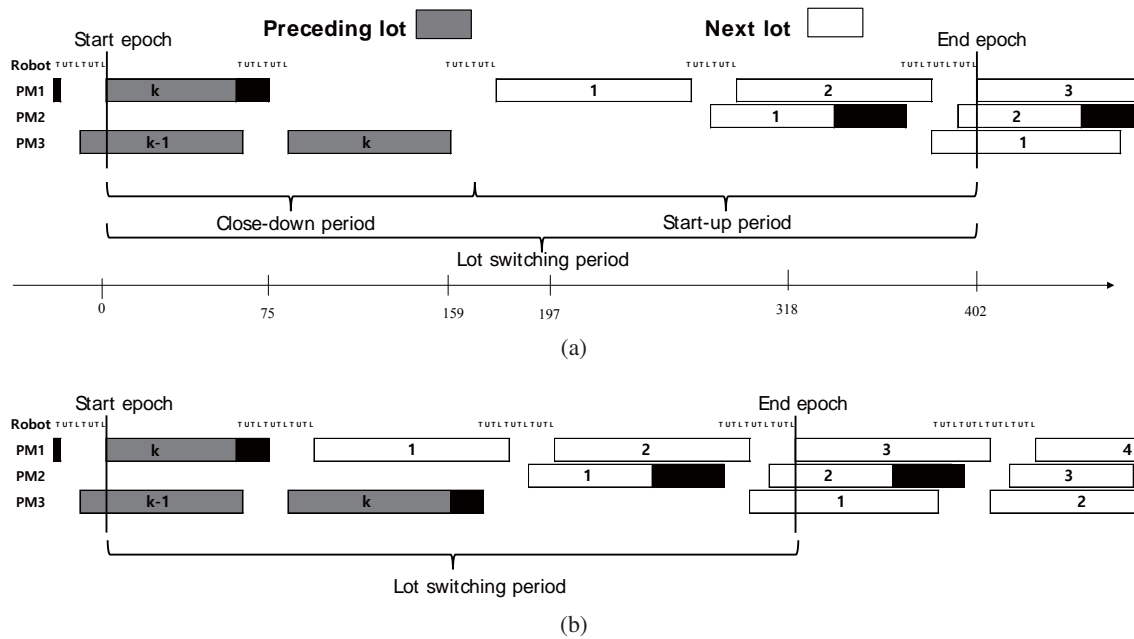 Preceding lot
Next lot
Start epoch
End epoch
Robot TUTLTUTL TUTLTUTL TUTLTUTL TUTLTUTL TUTLTUTLTUTL
PM1 k 1 2 3
PM2 1 2
PM3 k-1 k 1
Close-down period
Start-up period
Lot switching period
0 75 159 197 318 402
(a)
Start epoch
End epoch
Robot TUTLTUTL TUTLTUTLTUTL TUTLTUTLTUTL TUTLTUTLTUTL TUTLTUTLTUTLTUTL
PM1 k 1 2 3 4
PM2 1 2 3
PM3 k-1 k 1 2
Lot switching period
(b)